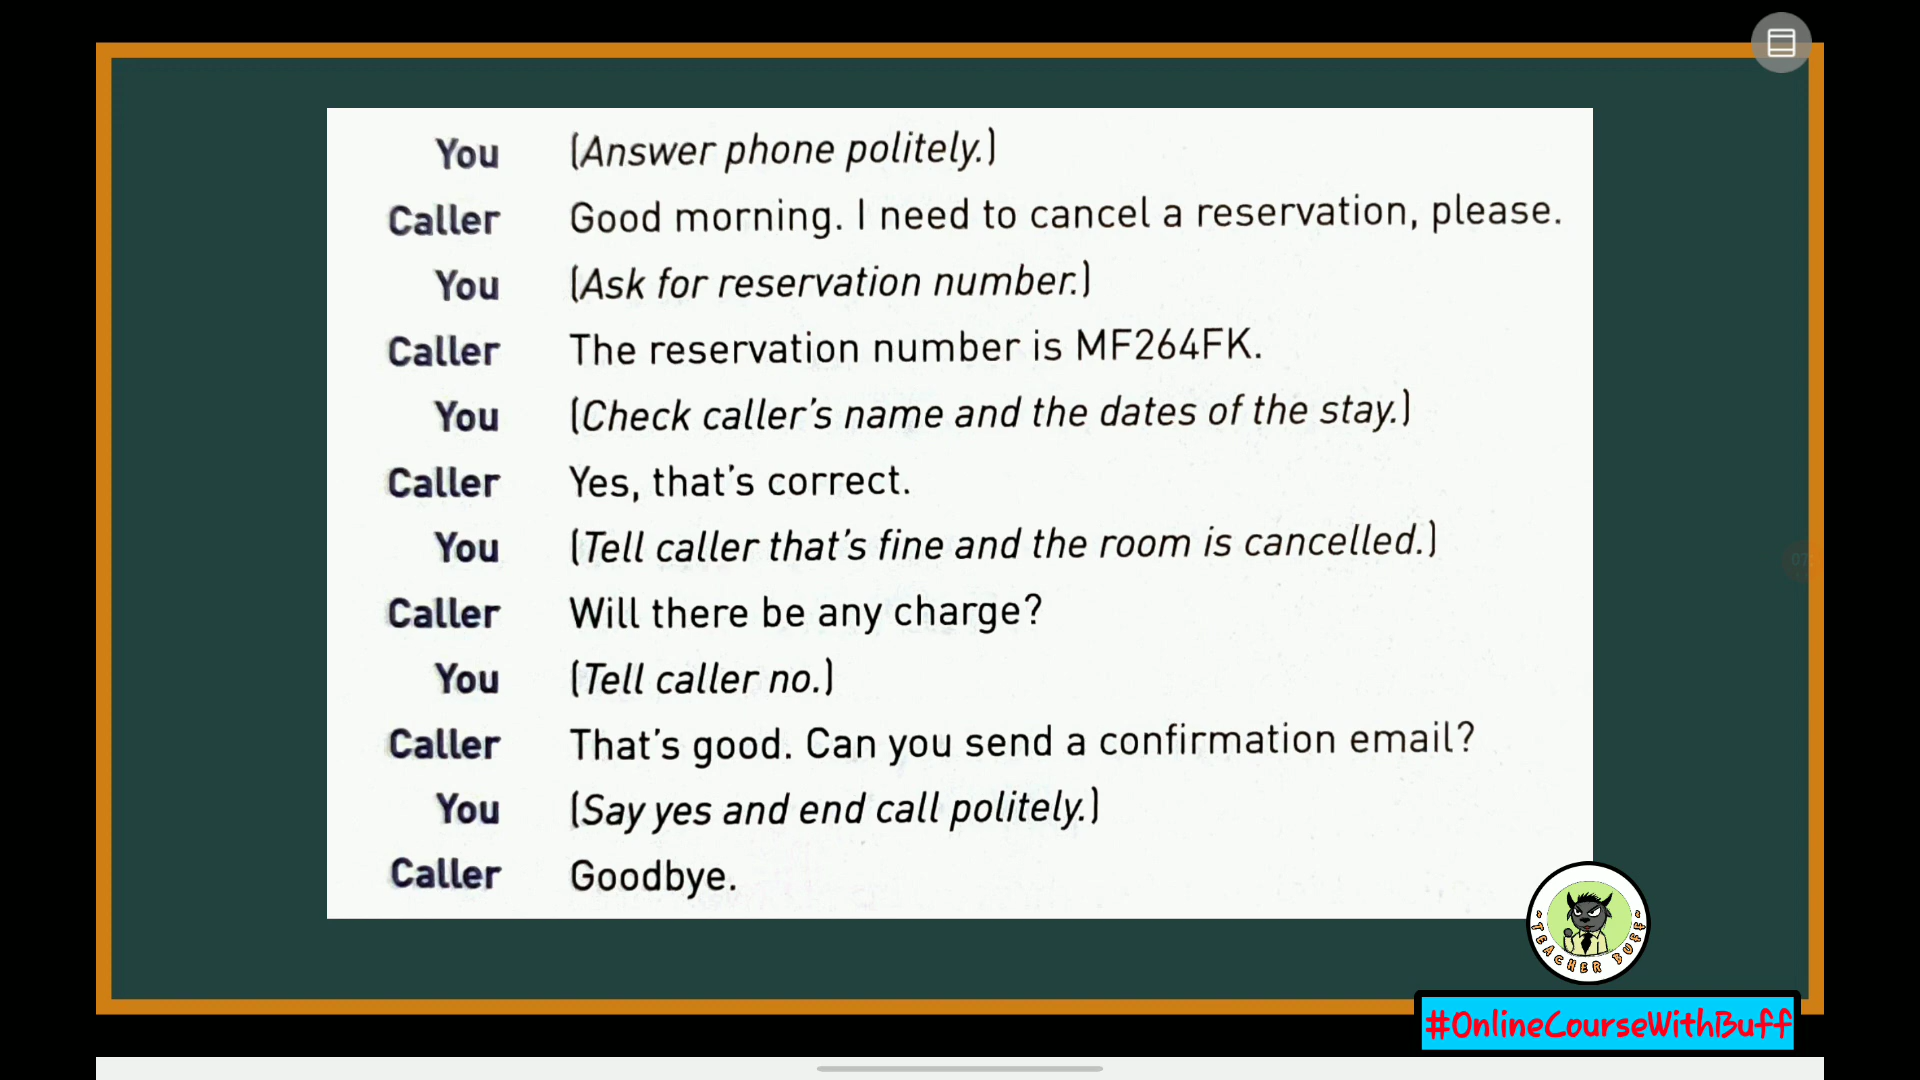 You (Answer phone politely.)
Caller Good morning. I need to cancel a reservation, please.
You (Ask for reservation number.)
Caller The reservation number is MF264FK.
You (Check caller's name and the dates of the stay.)
Caller Yes, that's correct.
You (Tell caller that's fine and the room is cancelled.)
Caller Will there be any charge?
You (Tell caller no.)
Caller That's good. Can you send a confirmation email?
You (Say yes and end call politely.)
Caller Goodbye.
- TEACHER BUFF -
#OnlineCourseWithBuff